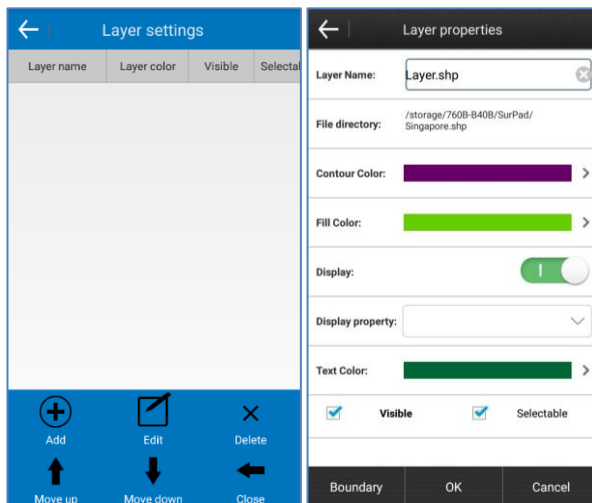 Layer settings
Layer name Layer color Visible Selectal
Add Edit Delete
Move up Move down Close
Layer properties
Layer Name: Layer.shp
File directory: /storage/760B-B40B/SurPad/
Singapore.shp
Contour Color:
Fill Color:
Display:
Display property:
Text Color:
Visible Selectable
Boundary OK Cancel